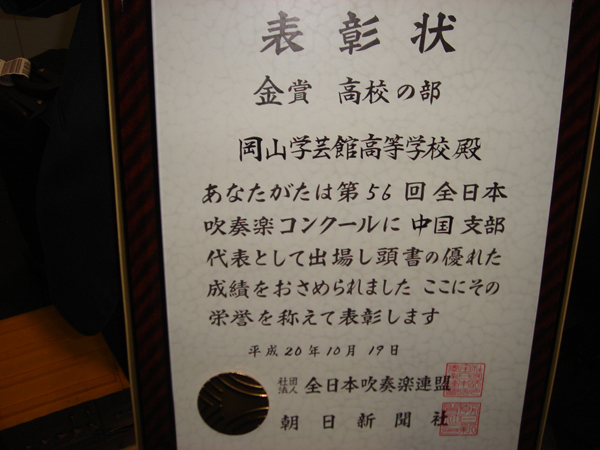 表彰状
金賞 高校の部
岡山学芸館高等学校殿
あなたがたは第56回全日本
吹奏楽コンクールに中国支部
代表として出場し頭書の優れた
成績をおさめられました ここにその
栄誉を称えて表彰します
平成20年10月19日
社団法人 全日本吹奏楽連盟
朝日新聞社